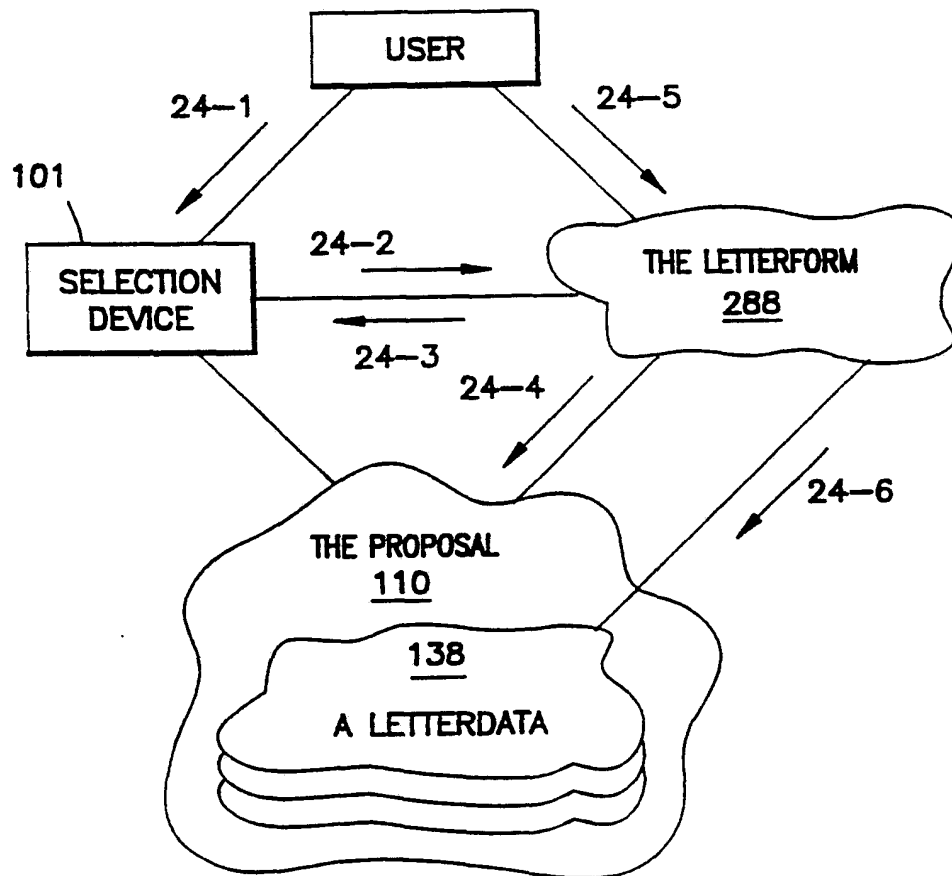 USER
24-1
24-5
101
24-2
THE LETTERFORM
288
SELECTION
DEVICE
24-3
24-4
24-6
THE PROPOSAL
110
138
A LETTERDATA